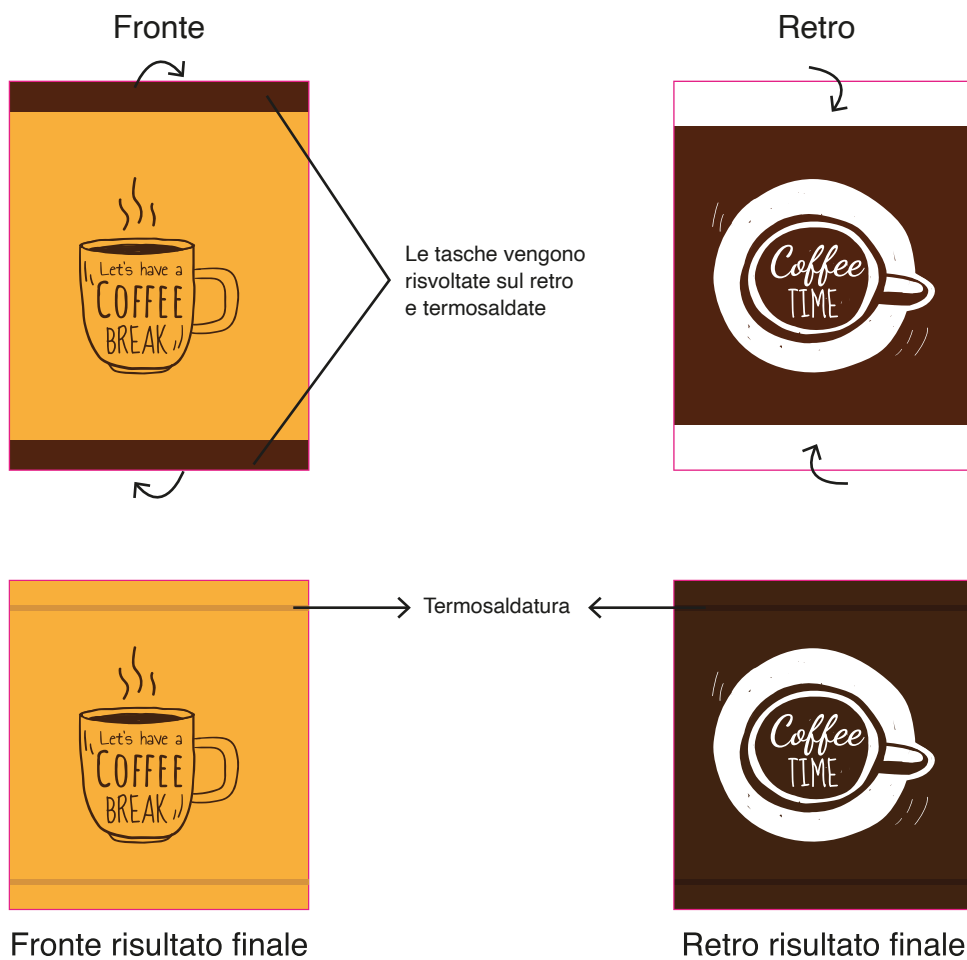 Fronte
Retro
Let's have a
COFFEE
BREAK
Le tasche vengono
risvoltate sul retro
e termosaldate
Coffee
TIME
Termosaldatura
Let's have a
COFFEE
BREAK
Coffee
TIME
Fronte risultato finale
Retro risultato finale